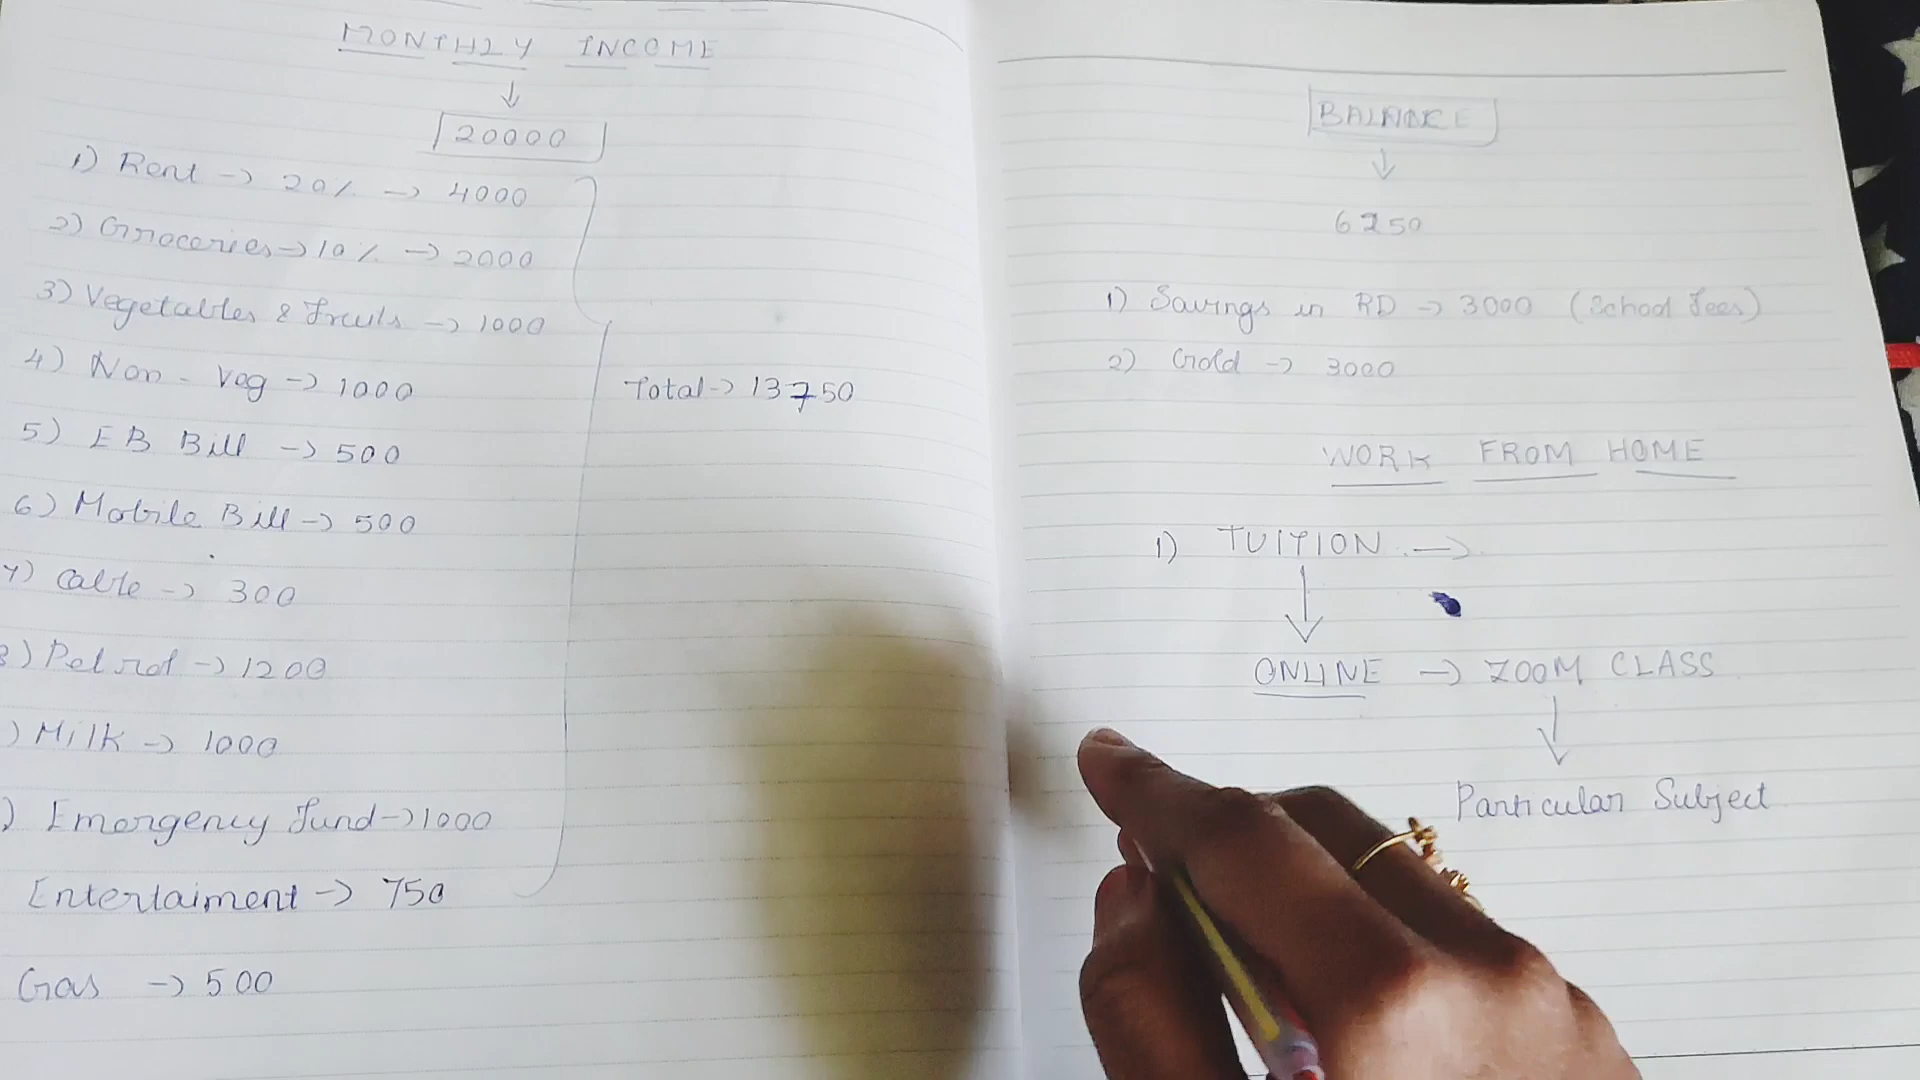 MONTHLY INCOME
↓
20000
1) Rent → 20% → 4000
2) Groceries → 10% → 2000
3) Vegetables & Fruits → 1000
4) Non - Veg → 1000
5) EB Bill → 500
6) Mobile Bill → 500
7) Cable → 300
8) Petrol → 1200
) Milk → 1000
) Emergency Fund → 1000
Entertaiment → 750
Gas → 500
Total → 13750
BALANCE
↓
6250
1) Savings in RD → 3000 (School Fees)
2) Gold → 3000
WORK FROM HOME
1) TUITION →
↓
ONLINE → ZOOM CLASS
↓
Particular Subject